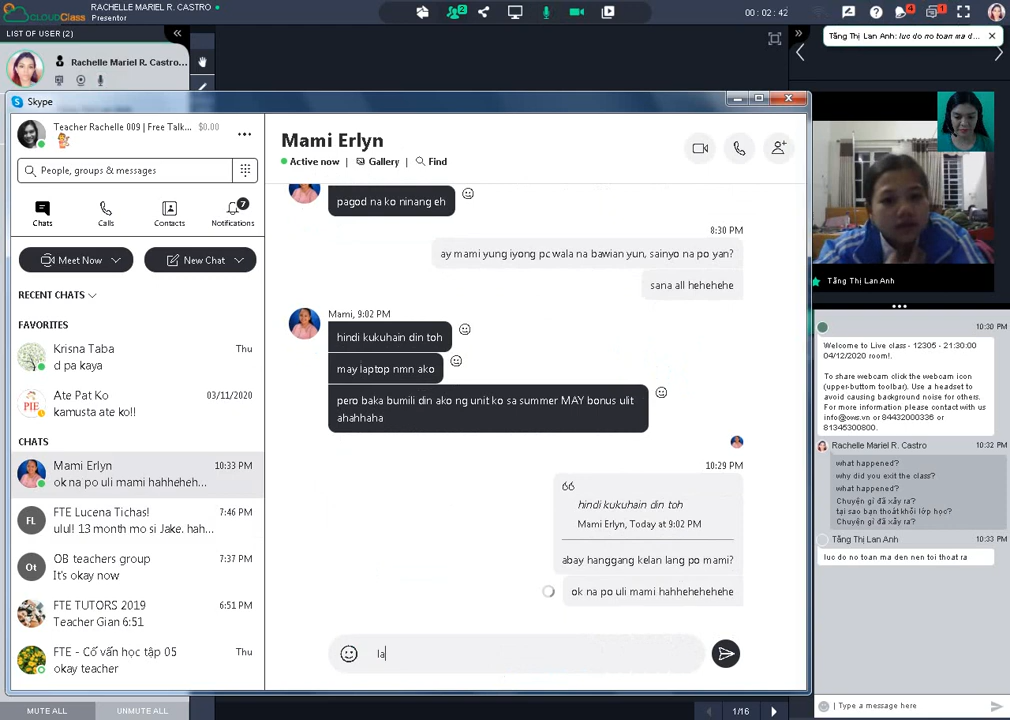 CLOUDClass
RACHELLE MARIEL R. CASTRO
Presentor
2
00 : 02 : 42
4
1
LIST OF USER (2)
Rachelle Mariel R. Castro...
Tăng Thị Lan Anh: luc do no toan ma d...
Skype
Teacher Rachelle 009 | Free Talk...
$0.00
People, groups & messages
Chats
Calls
Contacts
7
Notifications
Meet Now
New Chat
RECENT CHATS
FAVORITES
Krisna Taba
Thu
d pa kaya
Ate Pat Ko
03/11/2020
PIE
kamusta ate ko!!
CHATS
Mami Erlyn
10:33 PM
ok na po uli mami hahheheh...
FL
FTE Lucena Tichas!
7:46 PM
ulul! 13 month mo si Jake. hah...
Ot
OB teachers group
7:37 PM
It's okay now
FTE TUTORS 2019
6:51 PM
Teacher Gian 6:51
FTE - Cố vấn học tập 05
Thu
okay teacher
Mami Erlyn
Active now | Gallery | Find
pagod na ko ninang eh
8:30 PM
ay mami yung iyong pc wala na bawian yun, sainyo na po yan?
sana all hehehehe
Mami, 9:02 PM
hindi kukuhain din toh
may laptop nmn ako
pero baka bumili din ako ng unit ko sa summer MAY bonus ulit
ahahhaha
10:29 PM
hindi kukuhain din toh
Mami Erlyn, Today at 9:02 PM
abay hanggang kelan lang po mami?
ok na po uli mami hahhehehehehe
la
Tăng Thị Lan Anh
10:30 PM
Welcome to Live class - 12305 - 21:30:00
04/12/2020 room!.
To share webcam click the webcam icon
(upper-buttom toolbar). Use a headset to
avoid causing background noise for others.
For more information please contact with us
info@ows.vn or 84432000336 or
81345300800.
Rachelle Mariel R. Castro
10:32 PM
what happened?
why did you exit the class?
what happened?
Chuyện gì đã xảy ra?
tại sao bạn thoát khỏi lớp học?
Chuyện gì đã xảy ra?
Tăng Thị Lan Anh
10:33 PM
luc do no toan ma den nen toi thoat ra
MUTE ALL
UNMUTE ALL
1/16
Type a message here